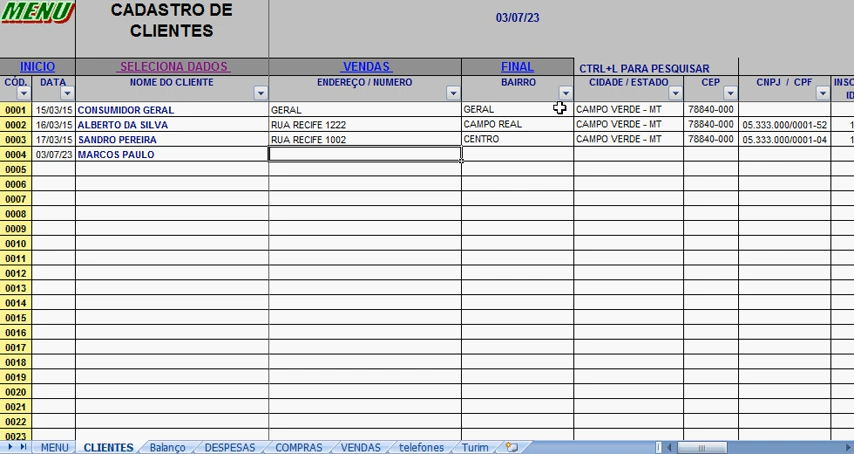 MENU
CADASTRO DE
CLIENTES
03/07/23
INICIO SELECIONA DADOS VENDAS FINAL CTRL+L PARA PESQUISAR
CÓD. DATA NOME DO CLIENTE ENDEREÇO / NUMERO BAIRRO CIDADE / ESTADO CEP CNPJ / CPF
0001 15/03/15 CONSUMIDOR GERAL GERAL GERAL CAMPO VERDE - MT 78840-000
0002 16/03/15 ALBERTO DA SILVA RUA RECIFE 1222 CAMPO REAL CAMPO VERDE - MT 78840-000 05.333.000/0001-52 1
0003 17/03/15 SANDRO PEREIRA RUA RECIFE 1002 CENTRO CAMPO VERDE - MT 78840-000 05.333.000/0001-04 1
0004 03/07/23 MARCOS PAULO
0005
0006
0007
0008
0009
0010
0011
0012
0013
0014
0015
0016
0017
0018
0019
0020
0021
0022
0023
MENU CLIENTES Balanço DESPESAS COMPRAS VENDAS telefones Turim